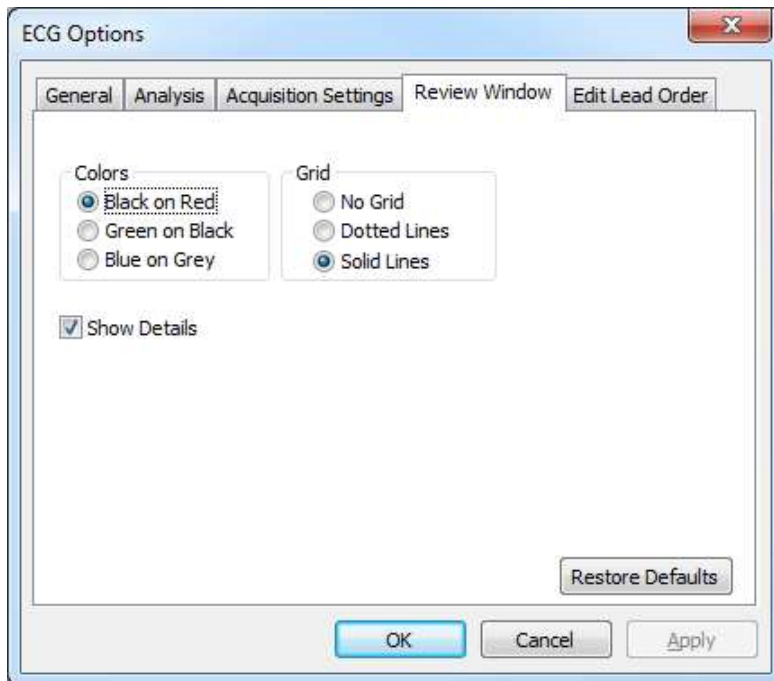 ECG Options
General Analysis Acquisition Settings Review Window Edit Lead Order
Colors Grid
Black on Red No Grid
Green on Black Dotted Lines
Blue on Grey Solid Lines
Show Details
Restore Defaults
OK Cancel Apply